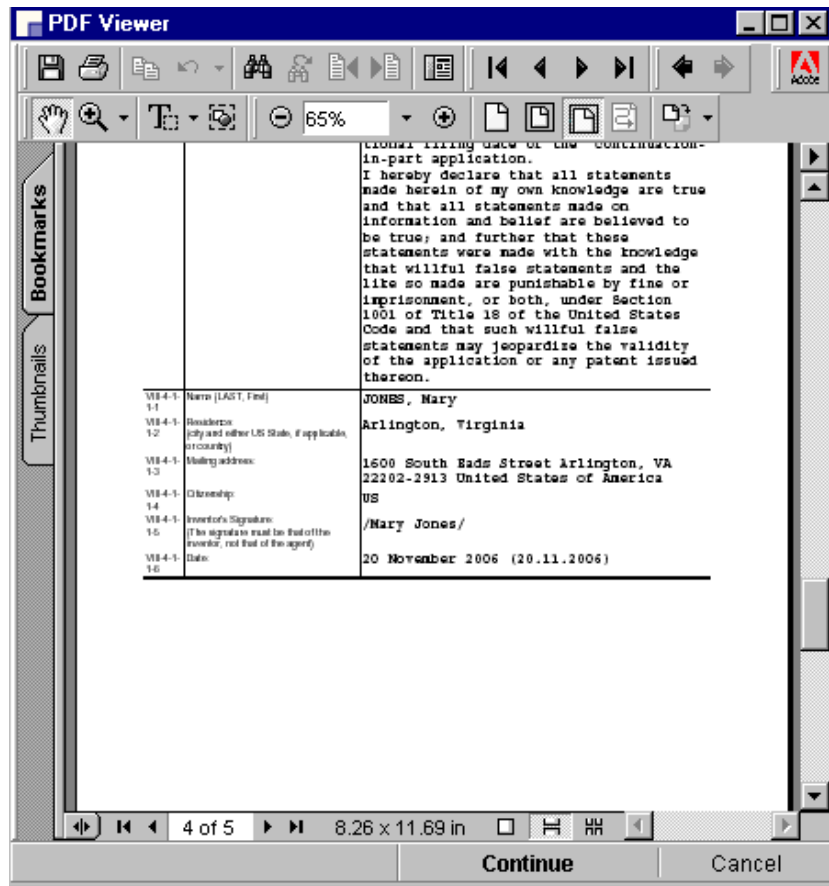 PDF Viewer
Adobe
65%
Bookmarks
Thumbnails
tional filing date of the continuation-
in-part application.
I hereby declare that all statements
made herein of my own knowledge are true
and that all statements made on
information and belief are believed to
be true; and further that these
statements were made with the knowledge
that willful false statements and the
like so made are punishable by fine or
imprisonment, or both, under Section
1001 of Title 18 of the United States
Code and that such willful false
statements may jeopardize the validity
of the application or any patent issued
thereon.
VIII-4-1-1-1 Name (LAST, First) JONES, Mary
VIII-4-1-1-2 Residence: Arlington, Virginia
(city and either US State, if applicable,
or country)
VIII-4-1-1-3 Mailing address: 1600 South Eads Street Arlington, VA
22202-2913 United States of America
VIII-4-1-1-4 Citizenship: US
VIII-4-1-1-5 Inventor's Signature: /Mary Jones/
(The signature must be that of the
inventor, not that of the agent)
VIII-4-1-1-6 Date: 20 November 2006 (20.11.2006)
4 of 5
8.26 x 11.69 in
Continue
Cancel